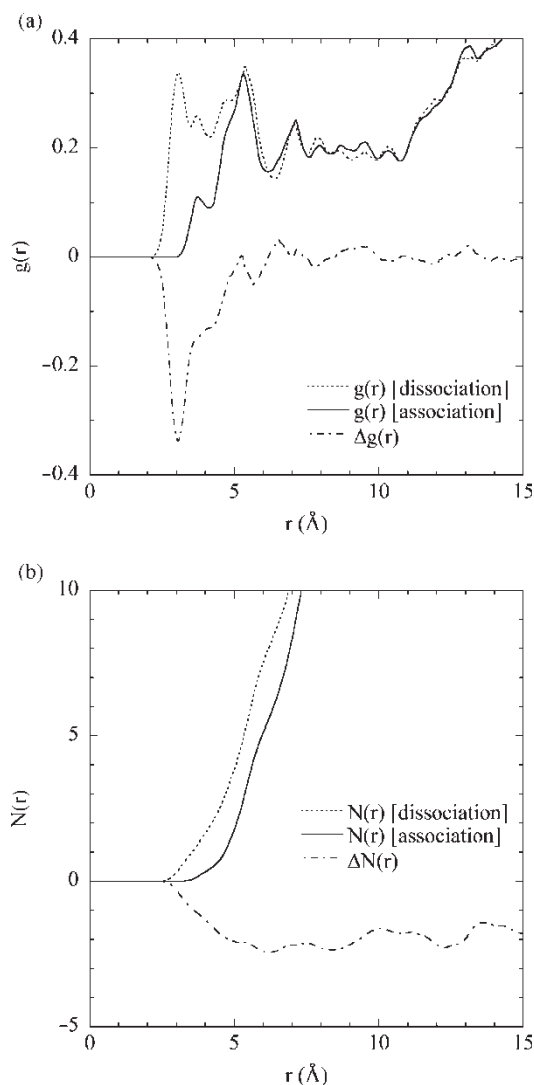 (a)
0.4
0.2
0
−0.2
−0.4
g(r)
g(r) [dissociation]
g(r) [association]
Δg(r)
0 5 10 15
r (Å)
(b)
10
5
0
−5
N(r)
N(r) [dissociation]
N(r) [association]
ΔN(r)
0 5 10 15
r (Å)